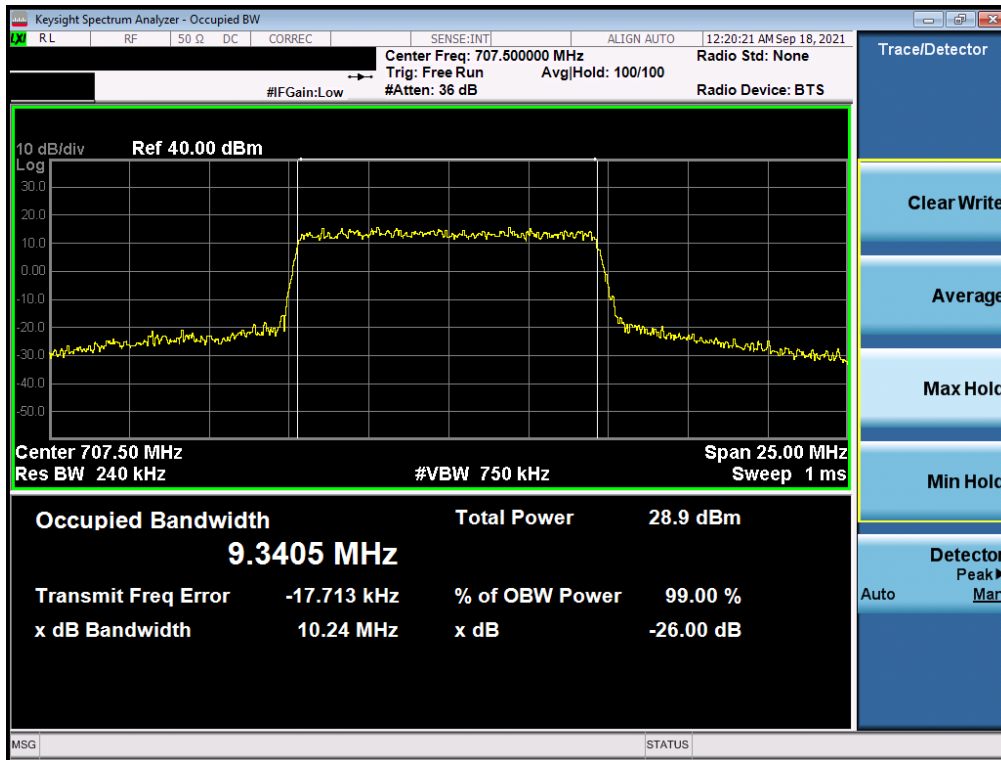 Keysight Spectrum Analyzer - Occupied BW
LXI RL RF 50 Ω DC CORREC SENSE:INT ALIGN AUTO 12:20:21 AM Sep 18, 2021
Center Freq: 707.500000 MHz Radio Std: None
Trig: Free Run Avg|Hold: 100/100
#IFGain:Low #Atten: 36 dB Radio Device: BTS
Trace/Detector
10 dB/div Ref 40.00 dBm
Log
30.0
20.0
10.0
0.00
-10.0
-20.0
-30.0
-40.0
-50.0
Center 707.50 MHz Span 25.00 MHz
Res BW 240 kHz #VBW 750 kHz Sweep 1 ms
Occupied Bandwidth Total Power 28.9 dBm
9.3405 MHz
Transmit Freq Error -17.713 kHz % of OBW Power 99.00 %
x dB Bandwidth 10.24 MHz x dB -26.00 dB
Clear Write
Average
Max Hold
Min Hold
Detector
Peak
Auto Man
MSG STATUS